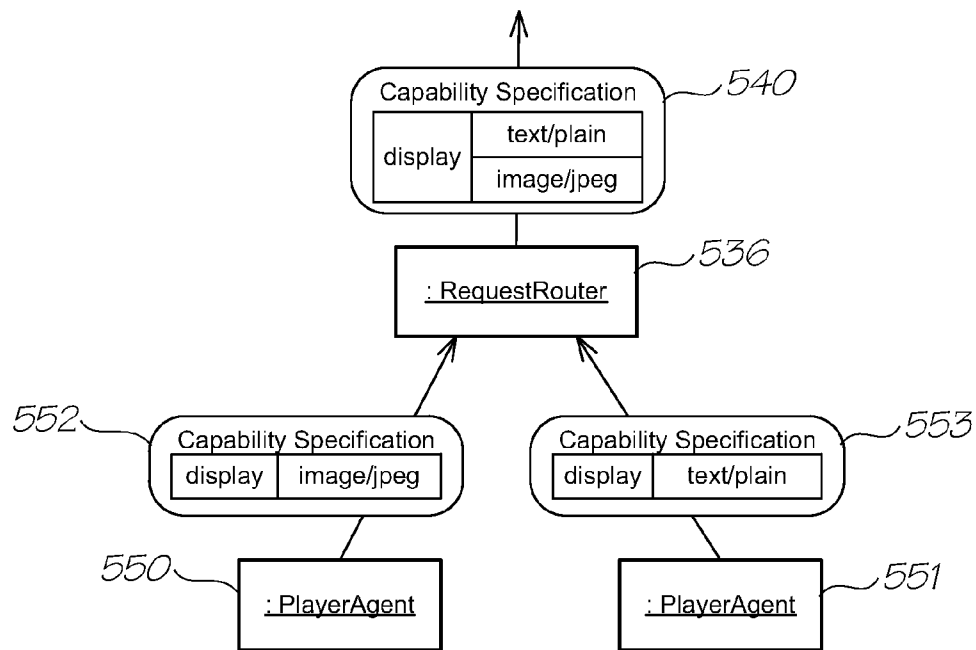 Capability Specification
540
display
text/plain
image/jpeg
536
: RequestRouter
552
Capability Specification
display image/jpeg
553
Capability Specification
display text/plain
550
: PlayerAgent
551
: PlayerAgent